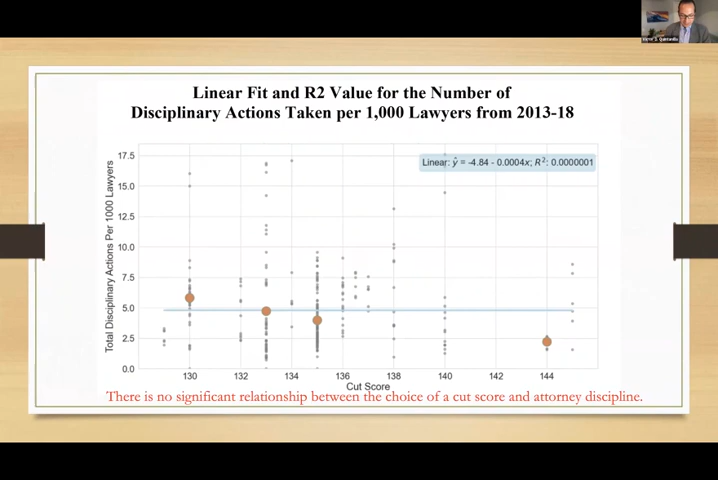 Linear Fit and R2 Value for the Number of
Disciplinary Actions Taken per 1,000 Lawyers from 2013-18
Linear: ŷ = -4.84 - 0.0004x; R²: 0.0000001
Total Disciplinary Actions Per 1000 Lawyers
17.5
15.0
12.5
10.0
7.5
5.0
2.5
0.0
130 132 134 136 138 140 142 144
Cut Score
There is no significant relationship between the choice of a cut score and attorney discipline.